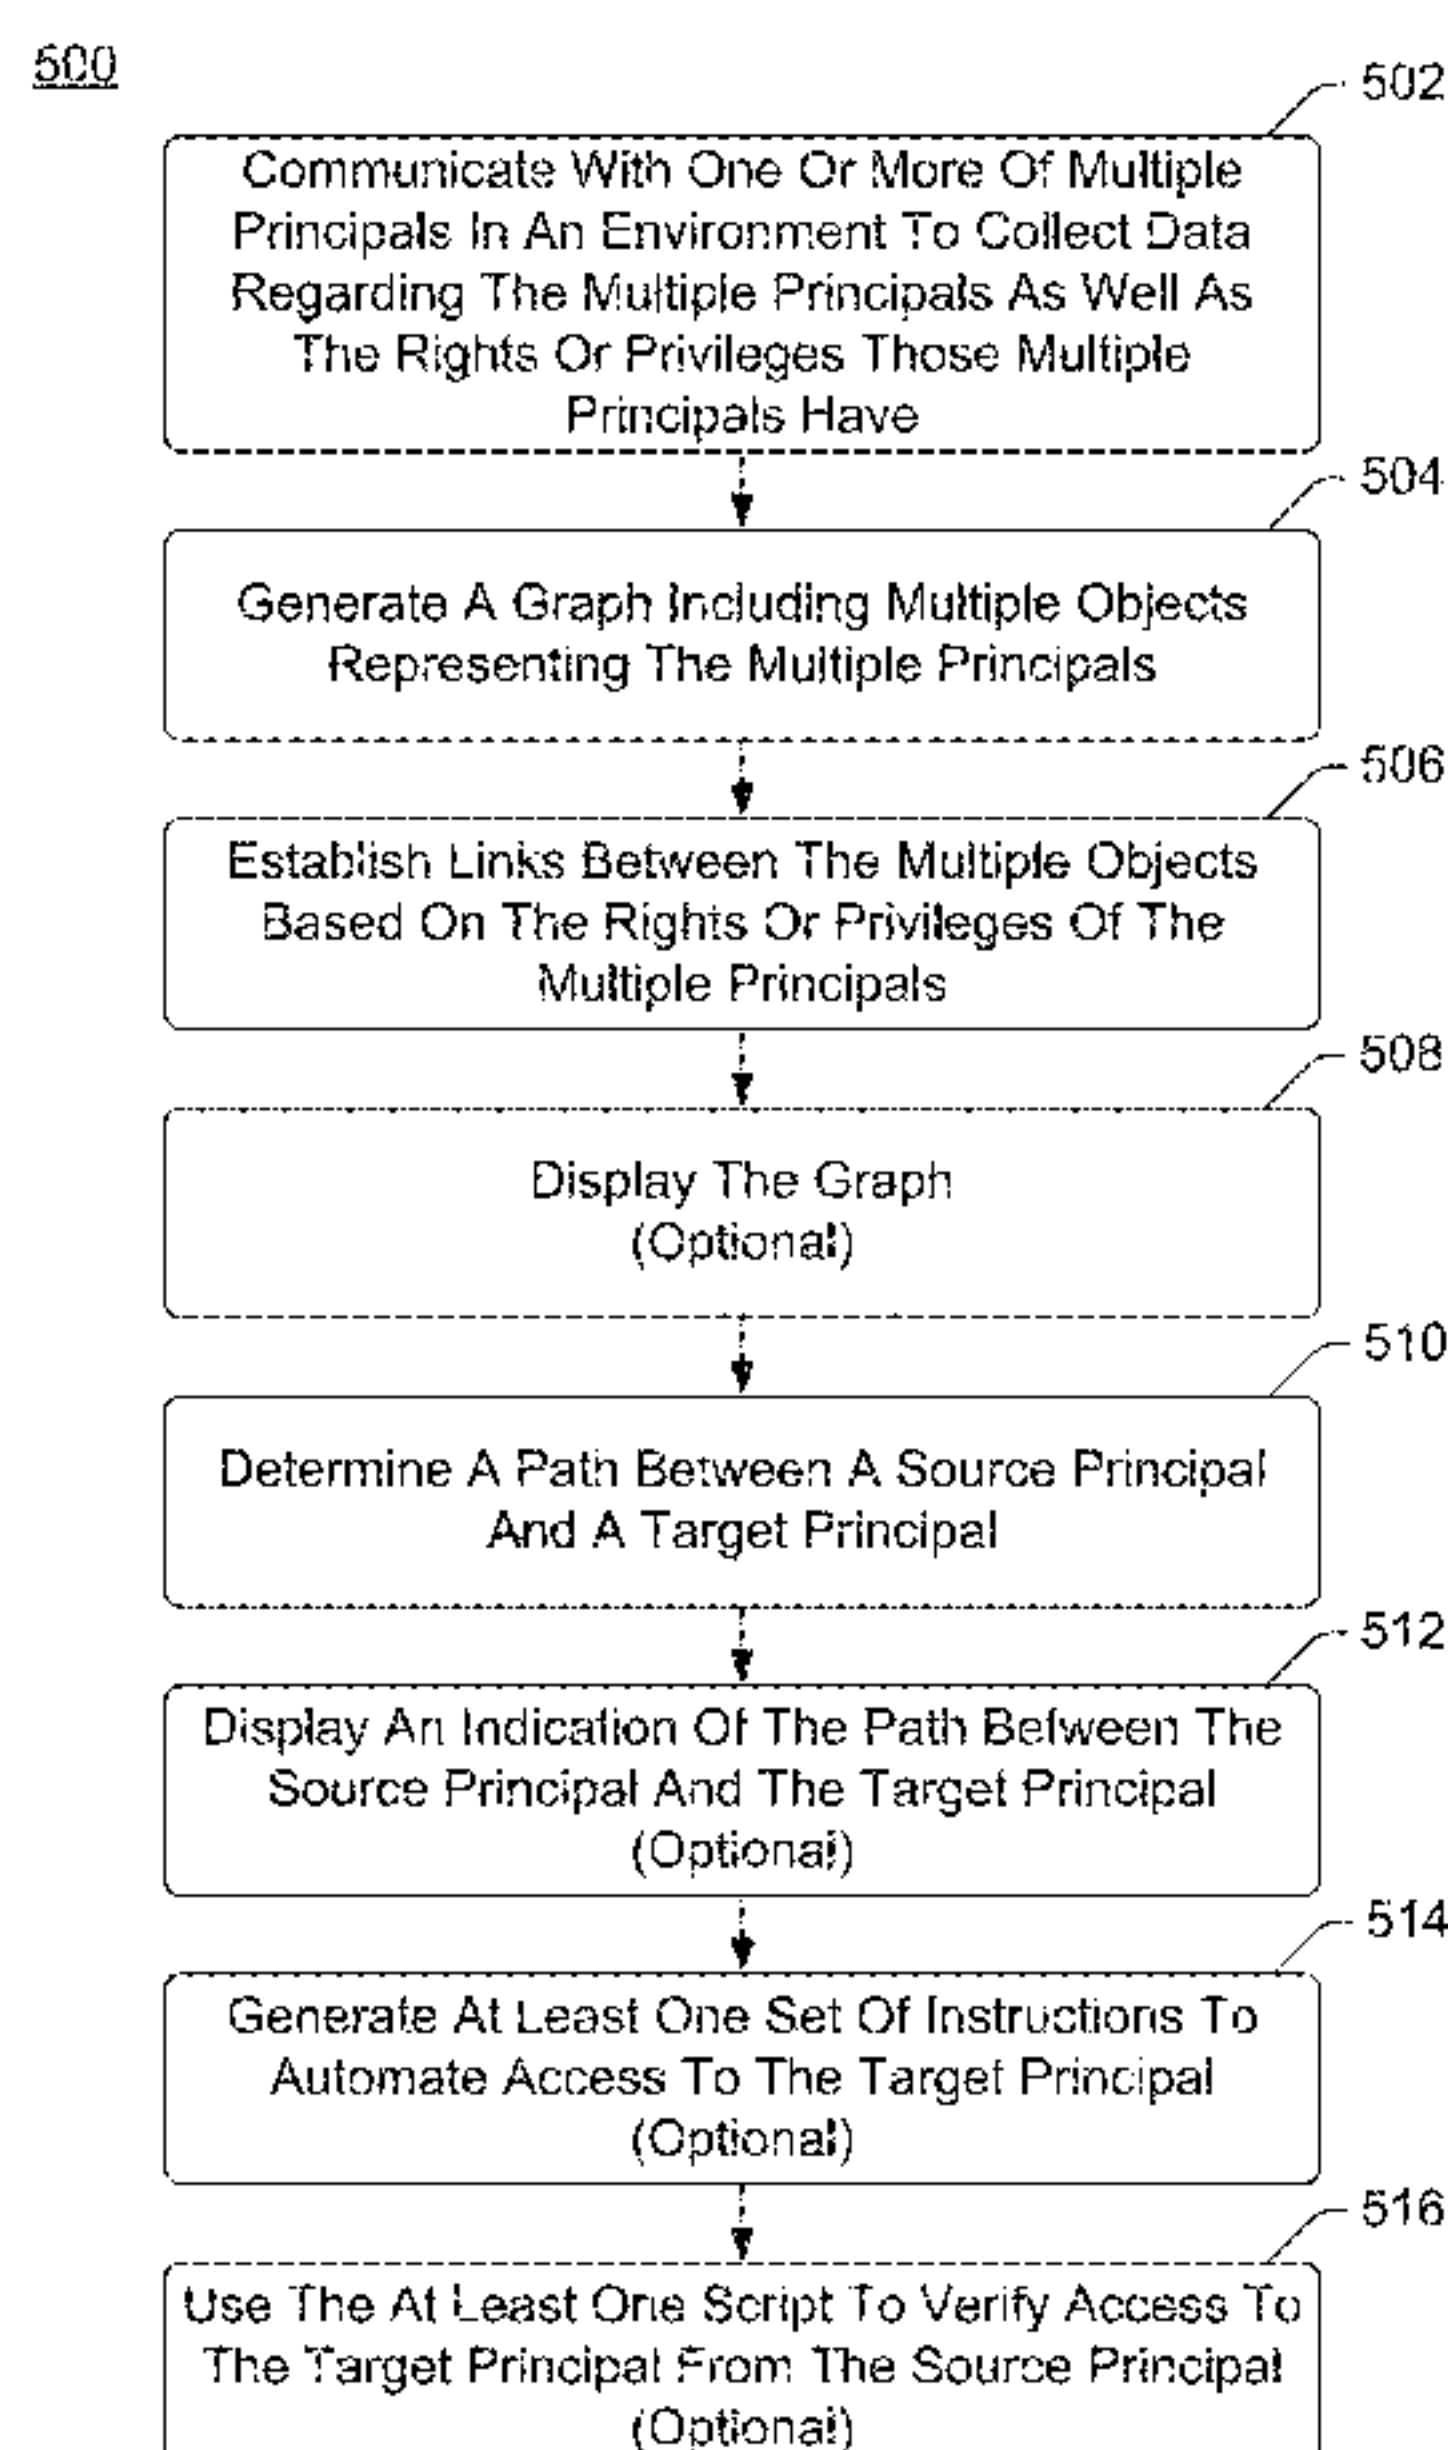 500
502
Communicate With One Or More Of Multiple
Principals In An Environment To Collect Data
Regarding The Multiple Principals As Well As
The Rights Or Privileges Those Multiple
Principals Have
504
Generate A Graph Including Multiple Objects
Representing The Multiple Principals
506
Establish Links Between The Multiple Objects
Based On The Rights Or Privileges Of The
Multiple Principals
508
Display The Graph
(Optional)
510
Determine A Path Between A Source Principal
And A Target Principal
512
Display An Indication Of The Path Between The
Source Principal And The Target Principal
(Optional)
514
Generate At Least One Set Of Instructions To
Automate Access To The Target Principal
(Optional)
516
Use The At Least One Script To Verify Access To
The Target Principal From The Source Principal
(Optional)